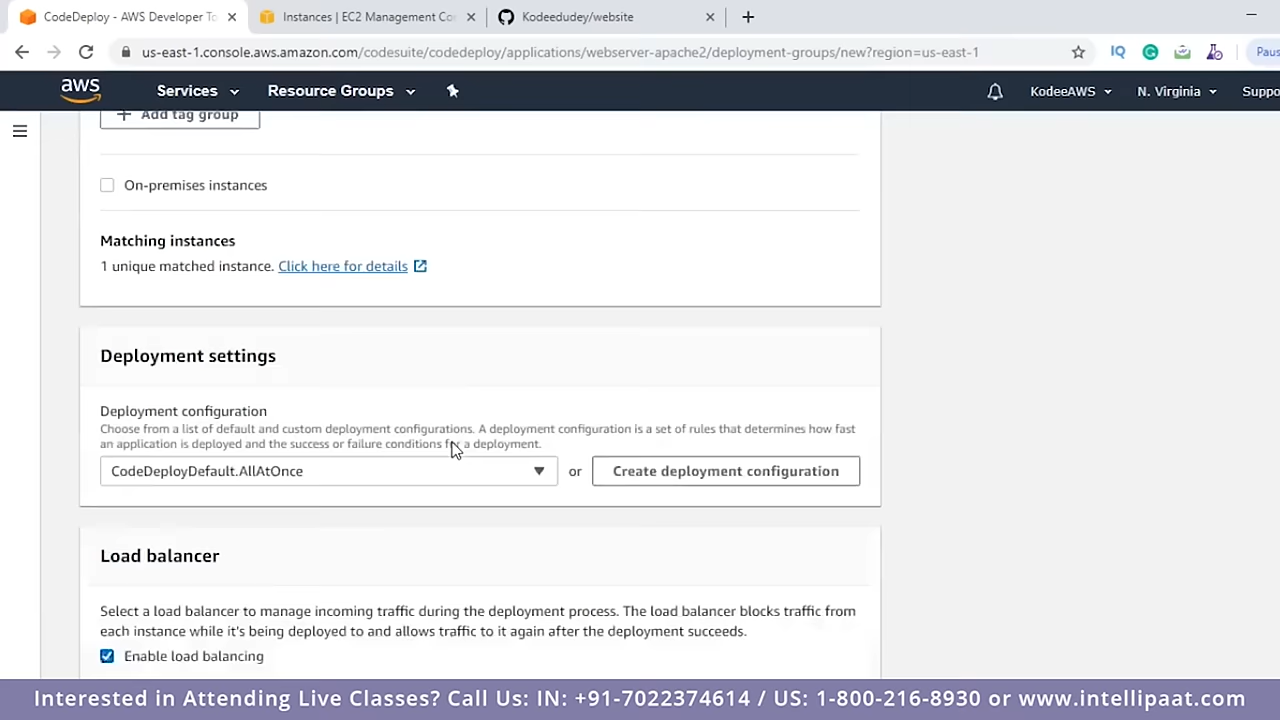 CodeDeploy - AWS Developer To
Instances | EC2 Management Co
Kodeedudey/website
us-east-1.console.aws.amazon.com/codesuite/codedeploy/applications/webserver-apache2/deployment-groups/new?region=us-east-1
IQ
G
Paus
aws
Services
Resource Groups
KodeeAWS
N. Virginia
Suppo
Add tag group
On-premises instances
Matching instances
1 unique matched instance. Click here for details
Deployment settings
Deployment configuration
Choose from a list of default and custom deployment configurations. A deployment configuration is a set of rules that determines how fast
an application is deployed and the success or failure conditions for a deployment.
CodeDeployDefault.AllAtOnce
or
Create deployment configuration
Load balancer
Select a load balancer to manage incoming traffic during the deployment process. The load balancer blocks traffic from
each instance while it's being deployed to and allows traffic to it again after the deployment succeeds.
Enable load balancing
Interested in Attending Live Classes? Call Us: IN: +91-7022374614 / US: 1-800-216-8930 or www.intellipaat.com